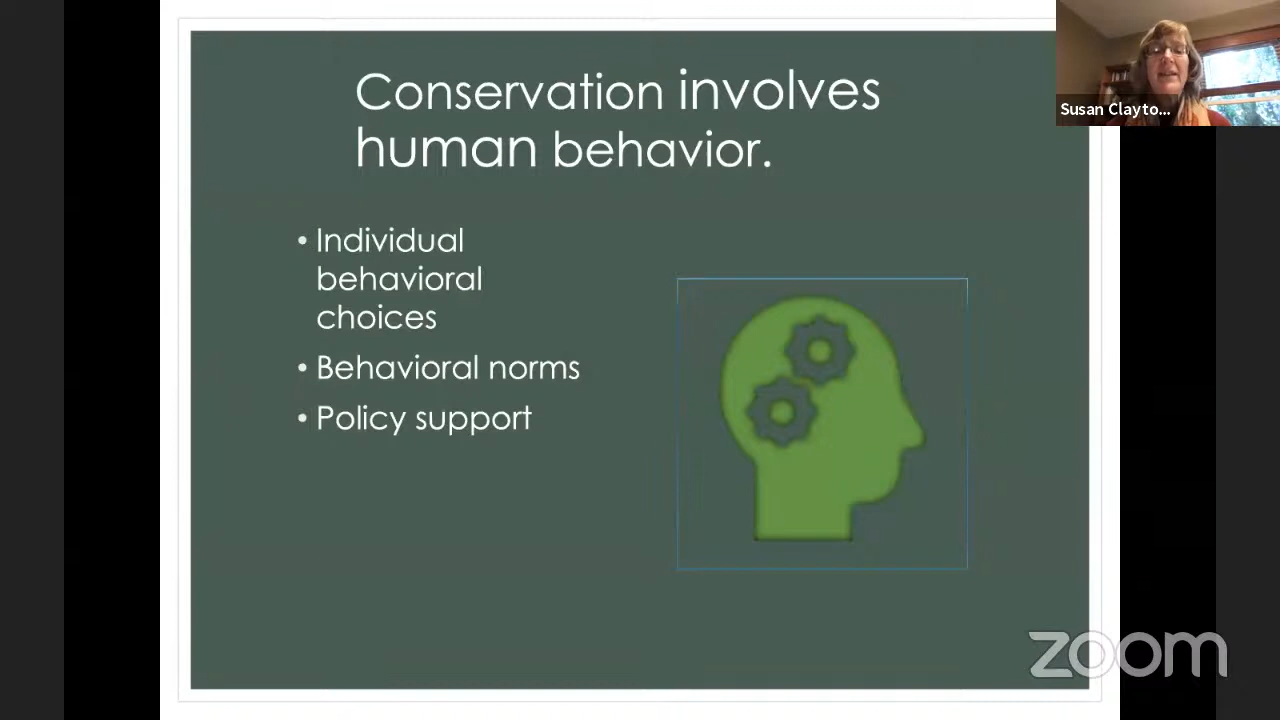 Conservation involves
human behavior.
• Individual
behavioral
choices
• Behavioral norms
• Policy support
Susan Clayto...
zoom